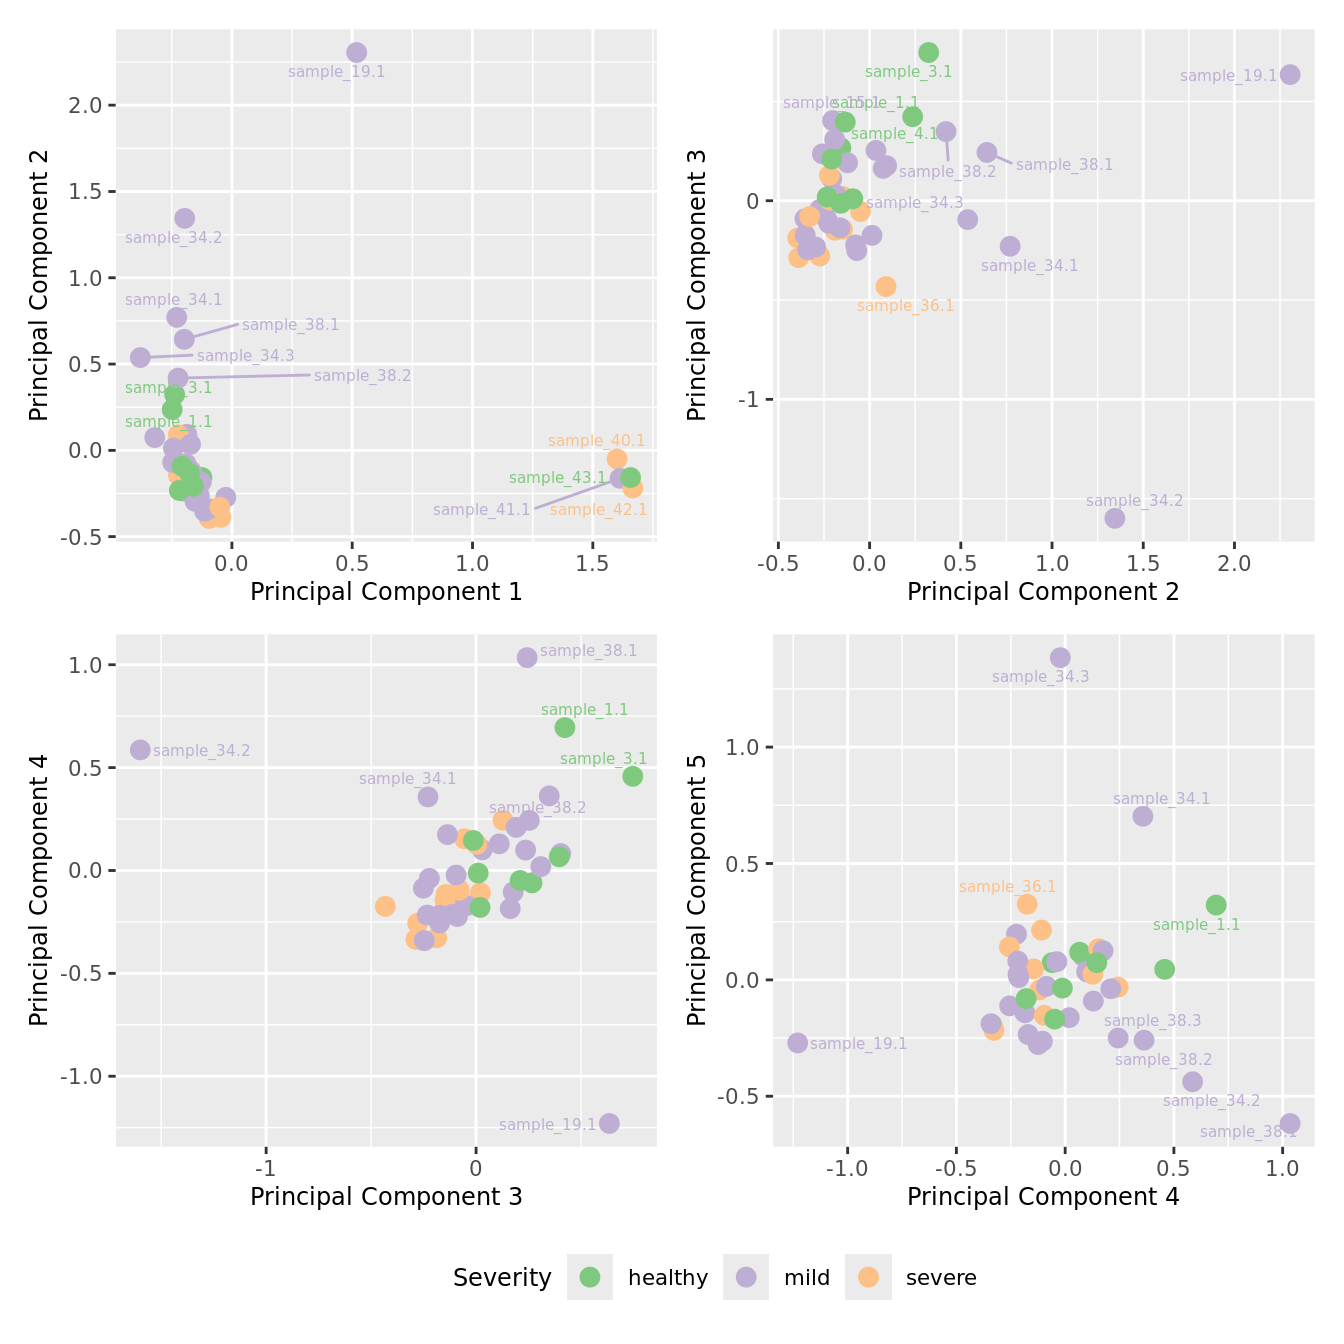 sample_19.1
sample_34.2
sample_34.1
sample_38.1
sample_34.3
sample_38.2
sample_3.1
sample_1.1
sample_40.1
sample_43.1
sample_41.1
sample_42.1
2.0
1.5
1.0
0.5
0.0
-0.5
0.0
0.5
1.0
1.5
Principal Component 1
Principal Component 2
sample_3.1
sample_19.1
sample_15.1
sample_1.1
sample_4.1
sample_38.2
sample_38.1
sample_34.3
sample_34.1
sample_36.1
sample_34.2
0
-1
-0.5
0.0
0.5
1.0
1.5
2.0
Principal Component 2
Principal Component 3
sample_38.1
sample_1.1
sample_34.2
sample_3.1
sample_34.1
sample_38.2
sample_19.1
1.0
0.5
0.0
-0.5
-1.0
-1
0
Principal Component 3
Principal Component 4
sample_34.3
sample_34.1
sample_36.1
sample_1.1
sample_38.3
sample_19.1
sample_38.2
sample_34.2
sample_38.1
1.0
0.5
0.0
-0.5
-1.0
-0.5
0.0
0.5
1.0
Principal Component 4
Principal Component 5
Severity healthy mild severe